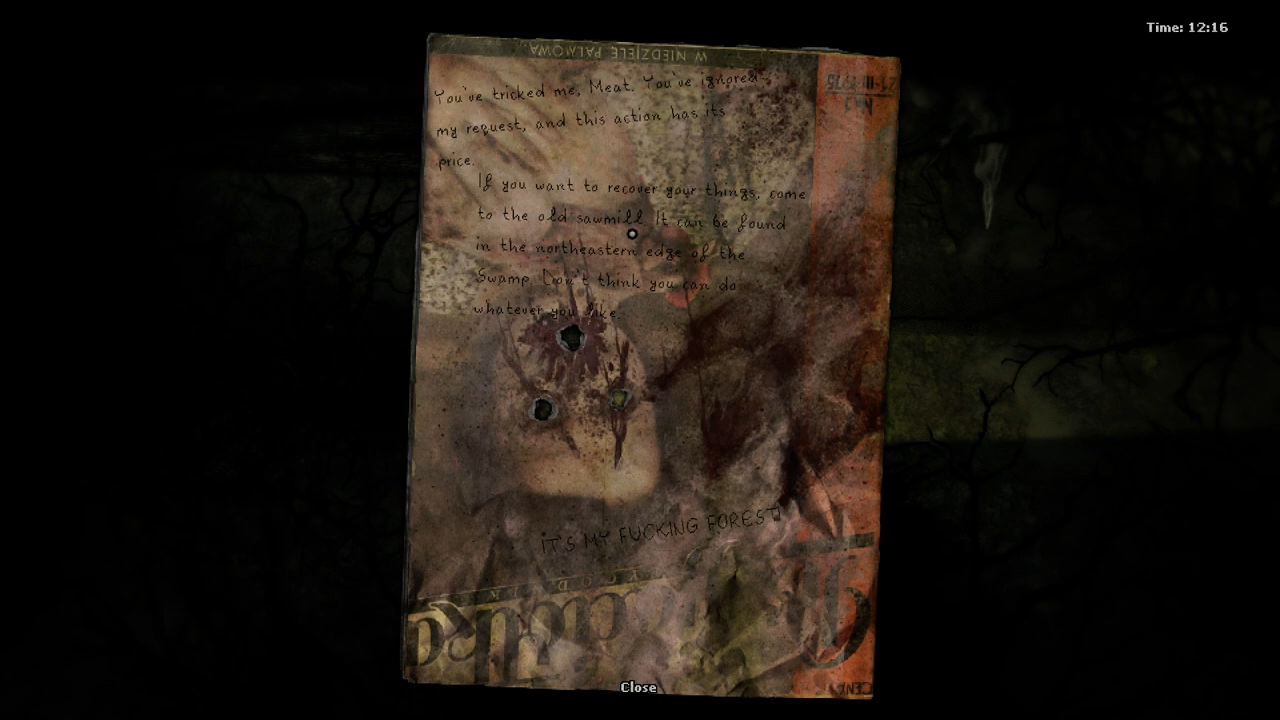 Time: 12:16
W NIEDZIELE PALMOWA
21-III-1975
You've tricked me, Meat. You've ignored
my request, and this action has its
price.
If you want to recover your things, come
to the old sawmill. It can be found
in the northeastern edge of the
Swamp. Don't think you can do
whatever you like.
IT'S MY FUCKING FOREST!
Close